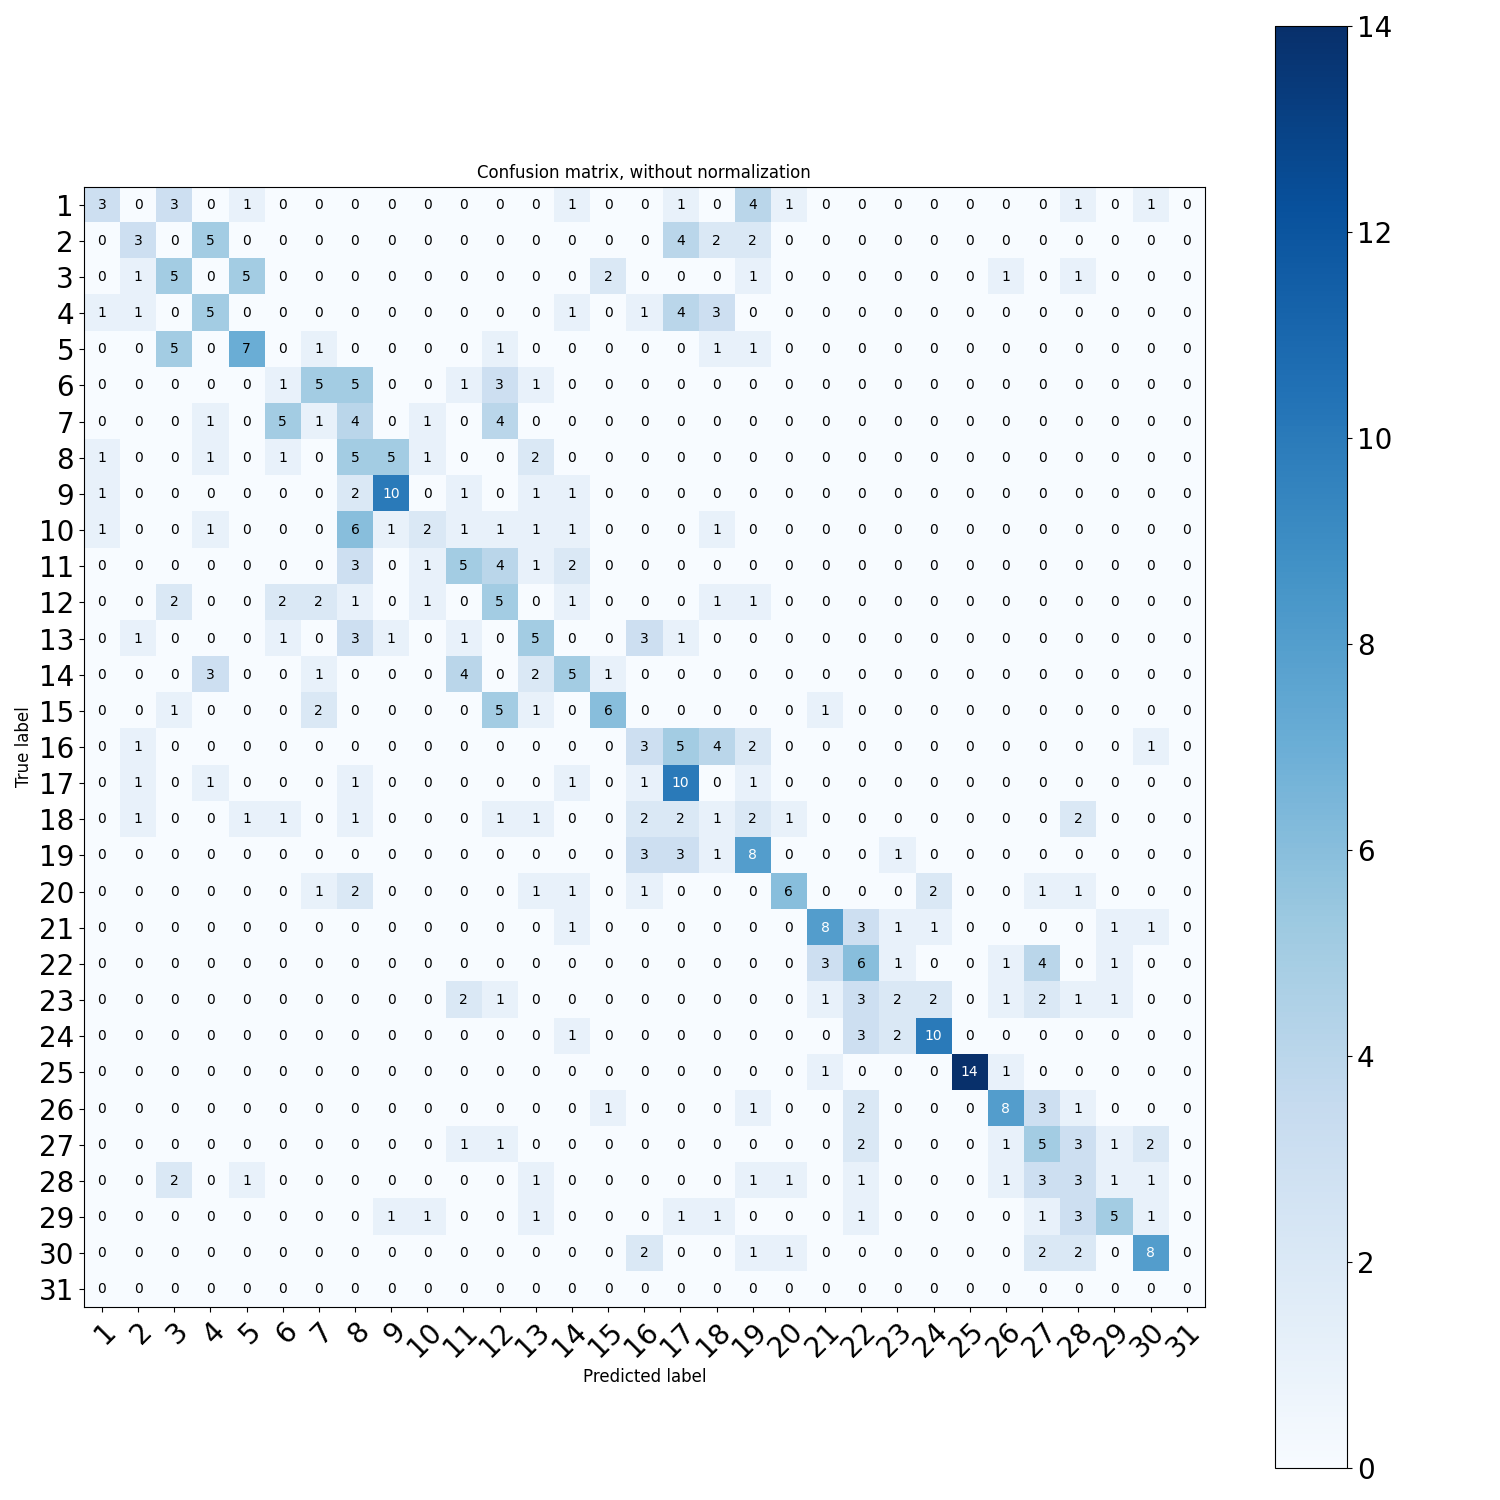 Confusion matrix, without normalization
1 3 0 3 0 1 0 0 0 0 0 0 0 0 1 0 0 1 0 4 1 0 0 0 0 0 0 0 1 0 1 0
2 0 3 0 5 0 0 0 0 0 0 0 0 0 0 0 0 4 2 2 0 0 0 0 0 0 0 0 0 0 0 0
3 0 1 5 0 5 0 0 0 0 0 0 0 0 0 2 0 0 0 1 0 0 0 0 0 0 1 0 1 0 0 0
4 1 1 0 5 0 0 0 0 0 0 0 0 0 1 0 1 4 3 0 0 0 0 0 0 0 0 0 0 0 0 0
5 0 0 5 0 7 0 1 0 0 0 0 1 0 0 0 0 0 1 1 0 0 0 0 0 0 0 0 0 0 0 0
6 0 0 0 0 0 1 5 5 0 0 1 3 1 0 0 0 0 0 0 0 0 0 0 0 0 0 0 0 0 0 0
7 0 0 0 1 0 5 1 4 0 1 0 4 0 0 0 0 0 0 0 0 0 0 0 0 0 0 0 0 0 0 0
8 1 0 0 1 0 1 0 5 5 1 0 0 2 0 0 0 0 0 0 0 0 0 0 0 0 0 0 0 0 0 0
9 1 0 0 0 0 0 0 2 10 0 1 0 1 1 0 0 0 0 0 0 0 0 0 0 0 0 0 0 0 0 0
10 1 0 0 1 0 0 0 6 1 2 1 1 1 1 0 0 0 1 0 0 0 0 0 0 0 0 0 0 0 0 0
11 0 0 0 0 0 0 0 3 0 1 5 4 1 2 0 0 0 0 0 0 0 0 0 0 0 0 0 0 0 0 0
12 0 0 2 0 0 2 2 1 0 1 0 5 0 1 0 0 0 1 1 0 0 0 0 0 0 0 0 0 0 0 0
13 0 1 0 0 0 1 0 3 1 0 1 0 5 0 0 3 1 0 0 0 0 0 0 0 0 0 0 0 0 0 0
14 0 0 0 3 0 0 1 0 0 0 4 0 2 5 1 0 0 0 0 0 0 0 0 0 0 0 0 0 0 0 0
15 0 0 1 0 0 0 2 0 0 0 0 5 1 0 6 0 0 0 0 0 1 0 0 0 0 0 0 0 0 0 0
16 0 1 0 0 0 0 0 0 0 0 0 0 0 0 0 3 5 4 2 0 0 0 0 0 0 0 0 0 0 1 0
17 0 1 0 1 0 0 0 1 0 0 0 0 0 1 0 1 10 0 1 0 0 0 0 0 0 0 0 0 0 0 0
18 0 1 0 0 1 1 0 1 0 0 0 1 1 0 0 2 2 1 2 1 0 0 0 0 0 0 0 2 0 0 0
19 0 0 0 0 0 0 0 0 0 0 0 0 0 0 0 3 3 1 8 0 0 0 1 0 0 0 0 0 0 0 0
20 0 0 0 0 0 0 1 2 0 0 0 0 1 1 0 1 0 0 0 6 0 0 0 2 0 0 1 1 0 0 0
21 0 0 0 0 0 0 0 0 0 0 0 0 0 1 0 0 0 0 0 0 8 3 1 1 0 0 0 0 1 1 0
22 0 0 0 0 0 0 0 0 0 0 0 0 0 0 0 0 0 0 0 0 3 6 1 0 0 1 4 0 1 0 0
23 0 0 0 0 0 0 0 0 0 0 2 1 0 0 0 0 0 0 0 0 1 3 2 2 0 1 2 1 1 0 0
24 0 0 0 0 0 0 0 0 0 0 0 0 0 1 0 0 0 0 0 0 0 3 2 10 0 0 0 0 0 0 0
25 0 0 0 0 0 0 0 0 0 0 0 0 0 0 0 0 0 0 0 0 1 0 0 0 14 1 0 0 0 0 0
26 0 0 0 0 0 0 0 0 0 0 0 0 0 0 1 0 0 0 1 0 0 2 0 0 0 8 3 1 0 0 0
27 0 0 0 0 0 0 0 0 0 0 1 1 0 0 0 0 0 0 0 0 0 2 0 0 0 1 5 3 1 2 0
28 0 0 2 0 1 0 0 0 0 0 0 0 1 0 0 0 0 0 1 1 0 1 0 0 0 1 3 3 1 1 0
29 0 0 0 0 0 0 0 0 1 1 0 0 1 0 0 0 1 1 0 0 0 1 0 0 0 0 1 3 5 1 0
30 0 0 0 0 0 0 0 0 0 0 0 0 0 0 0 2 0 0 1 1 0 0 0 0 0 0 2 2 0 8 0
31 0 0 0 0 0 0 0 0 0 0 0 0 0 0 0 0 0 0 0 0 0 0 0 0 0 0 0 0 0 0 0
1 2 3 4 5 6 7 8 9 10 11 12 13 14 15 16 17 18 19 20 21 22 23 24 25 26 27 28 29 30 31
Predicted label
True label
14
12
10
8
6
4
2
0